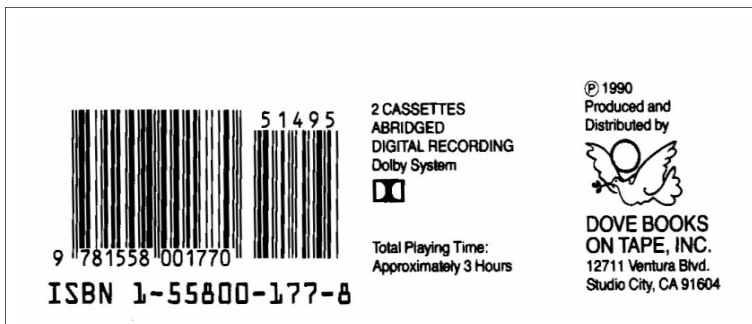 51495
9 781558 001770
ISBN 1-55800-177-8
2 CASSETTES
ABRIDGED
DIGITAL RECORDING
Dolby System
Total Playing Time:
Approximately 3 Hours
℗ 1990
Produced and
Distributed by
DOVE BOOKS
ON TAPE, INC.
12711 Ventura Blvd.
Studio City, CA 91604